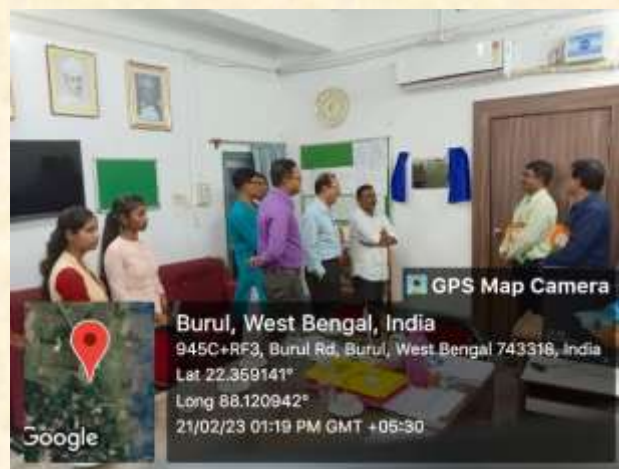 GPS Map Camera
Burul, West Bengal, India
945C+RF3, Burul Rd, Burul, West Bengal 743318, India
Lat 22.359141°
Long 88.120942°
21/02/23 01:19 PM GMT +05:30
Google